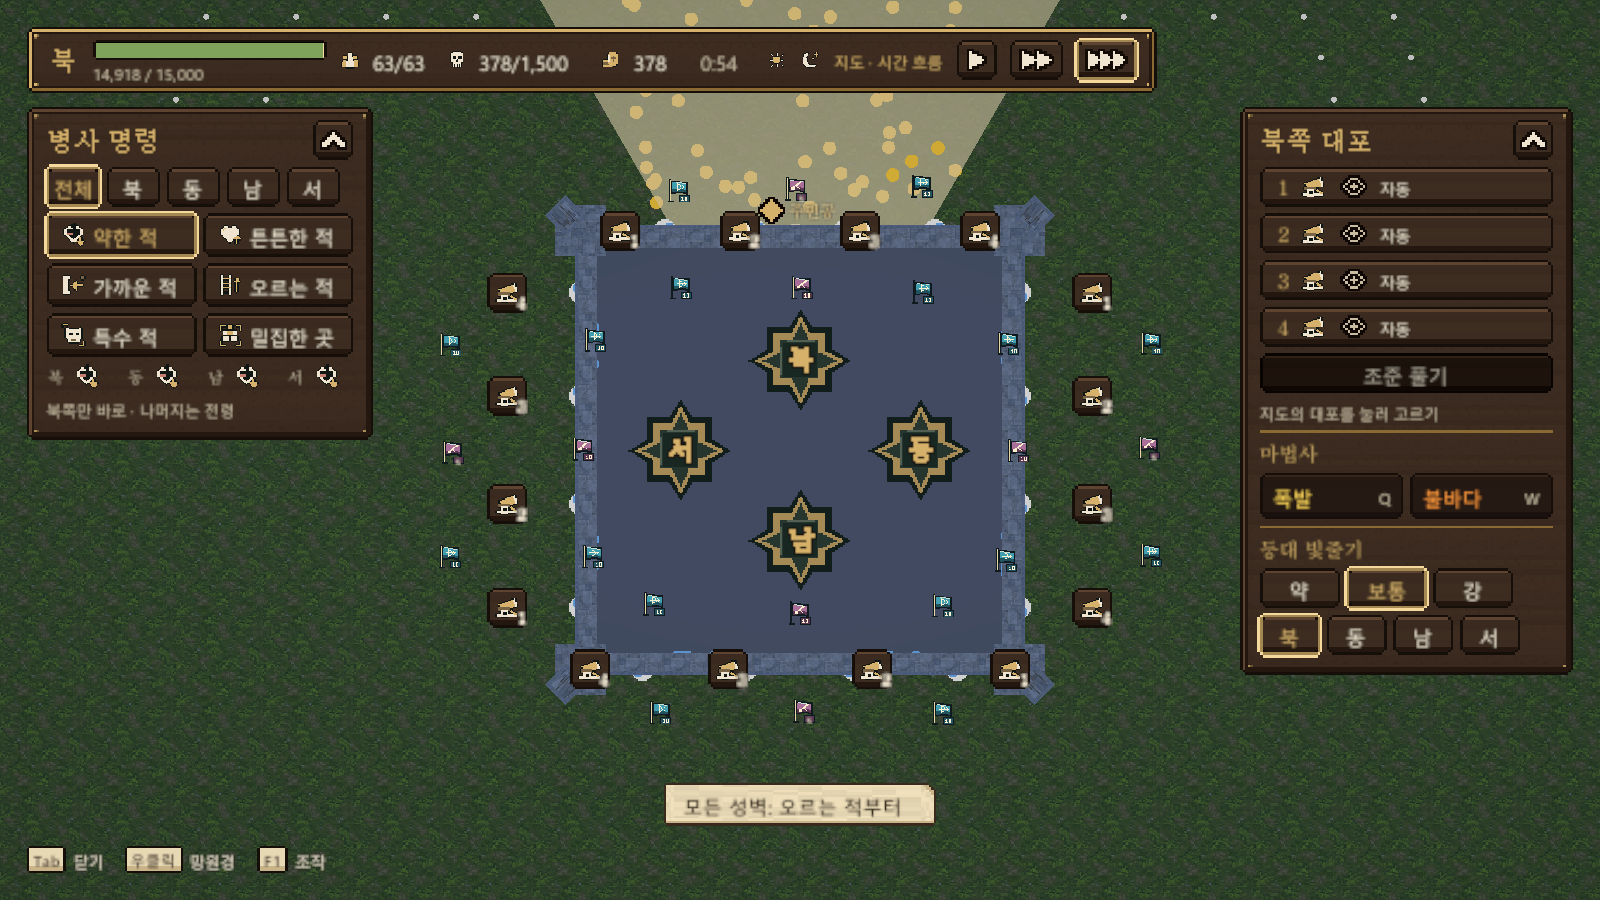 북
14,918 / 15,000
63/63
378/1,500
378
0:54
지도 · 시간 흐름
병사 명령
전체 북 동 남 서
약한 적 튼튼한 적
가까운 적 오르는 적
특수 적 밀집한 곳
북 동 남 서
북쪽만 바로 · 나머지는 전령
북쪽 대포
1 자동
2 자동
3 자동
4 자동
조준 풀기
지도의 대포를 눌러 고르기
마법사
폭발 Q 불바다 W
등대 빛줄기
약 보통 강
북 동 남 서
북
서 동
남
모든 성벽: 오르는 적부터
Tab 닫기 우클릭 망원경 F1 조작